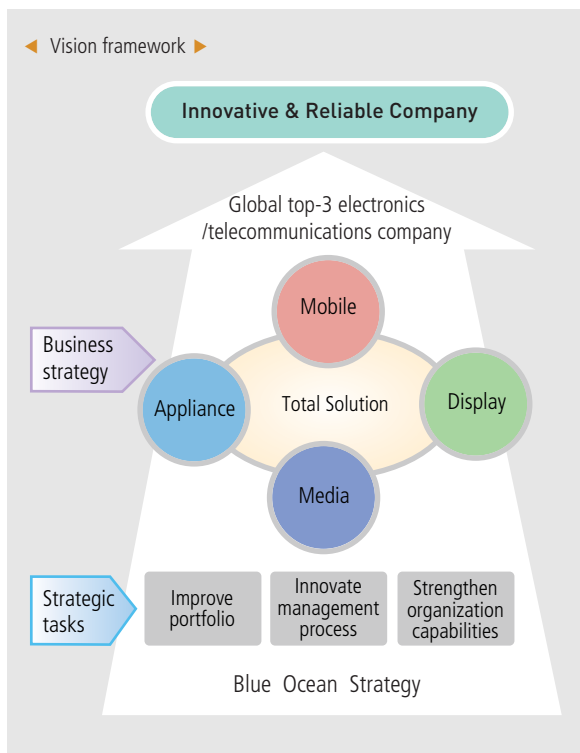 ◄ Vision framework ►
Innovative & Reliable Company
Global top-3 electronics
/telecommunications company
Mobile
Business
strategy
Appliance
Total Solution
Display
Media
Strategic
tasks
Improve
portfolio
Innovate
management
process
Strengthen
organization
capabilities
Blue Ocean Strategy